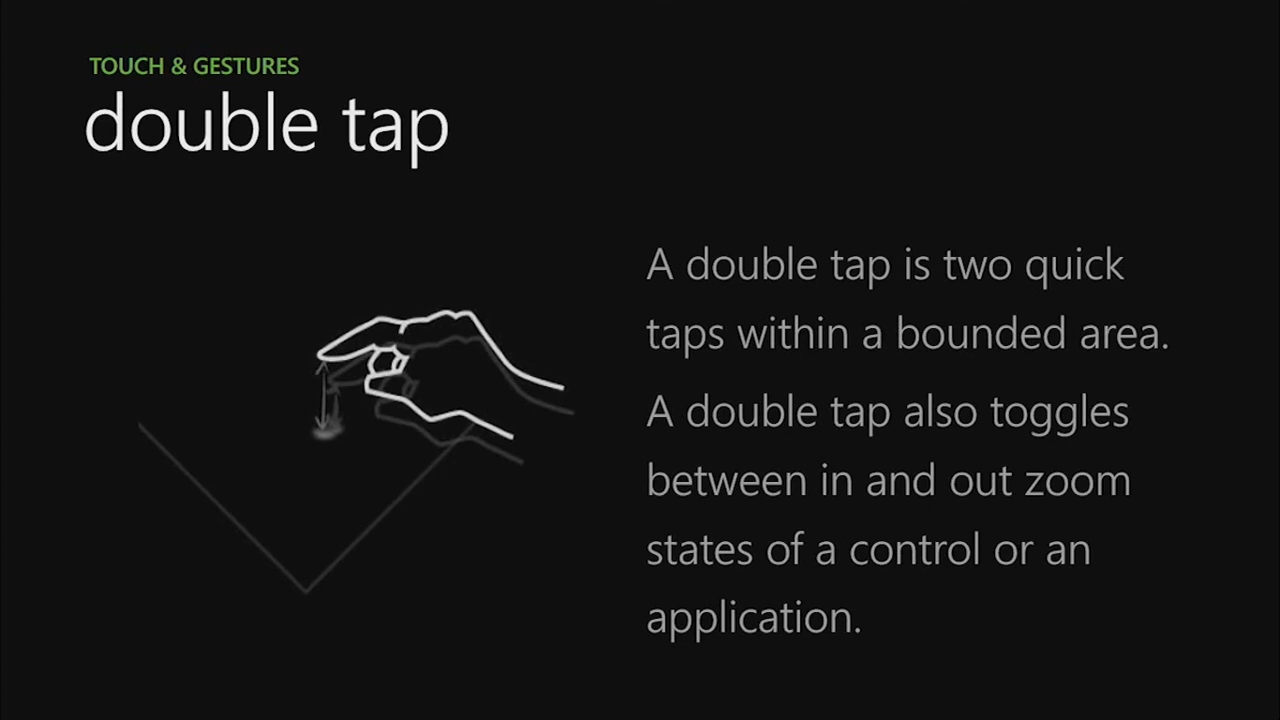 TOUCH & GESTURES
double tap
A double tap is two quick
taps within a bounded area.
A double tap also toggles
between in and out zoom
states of a control or an
application.